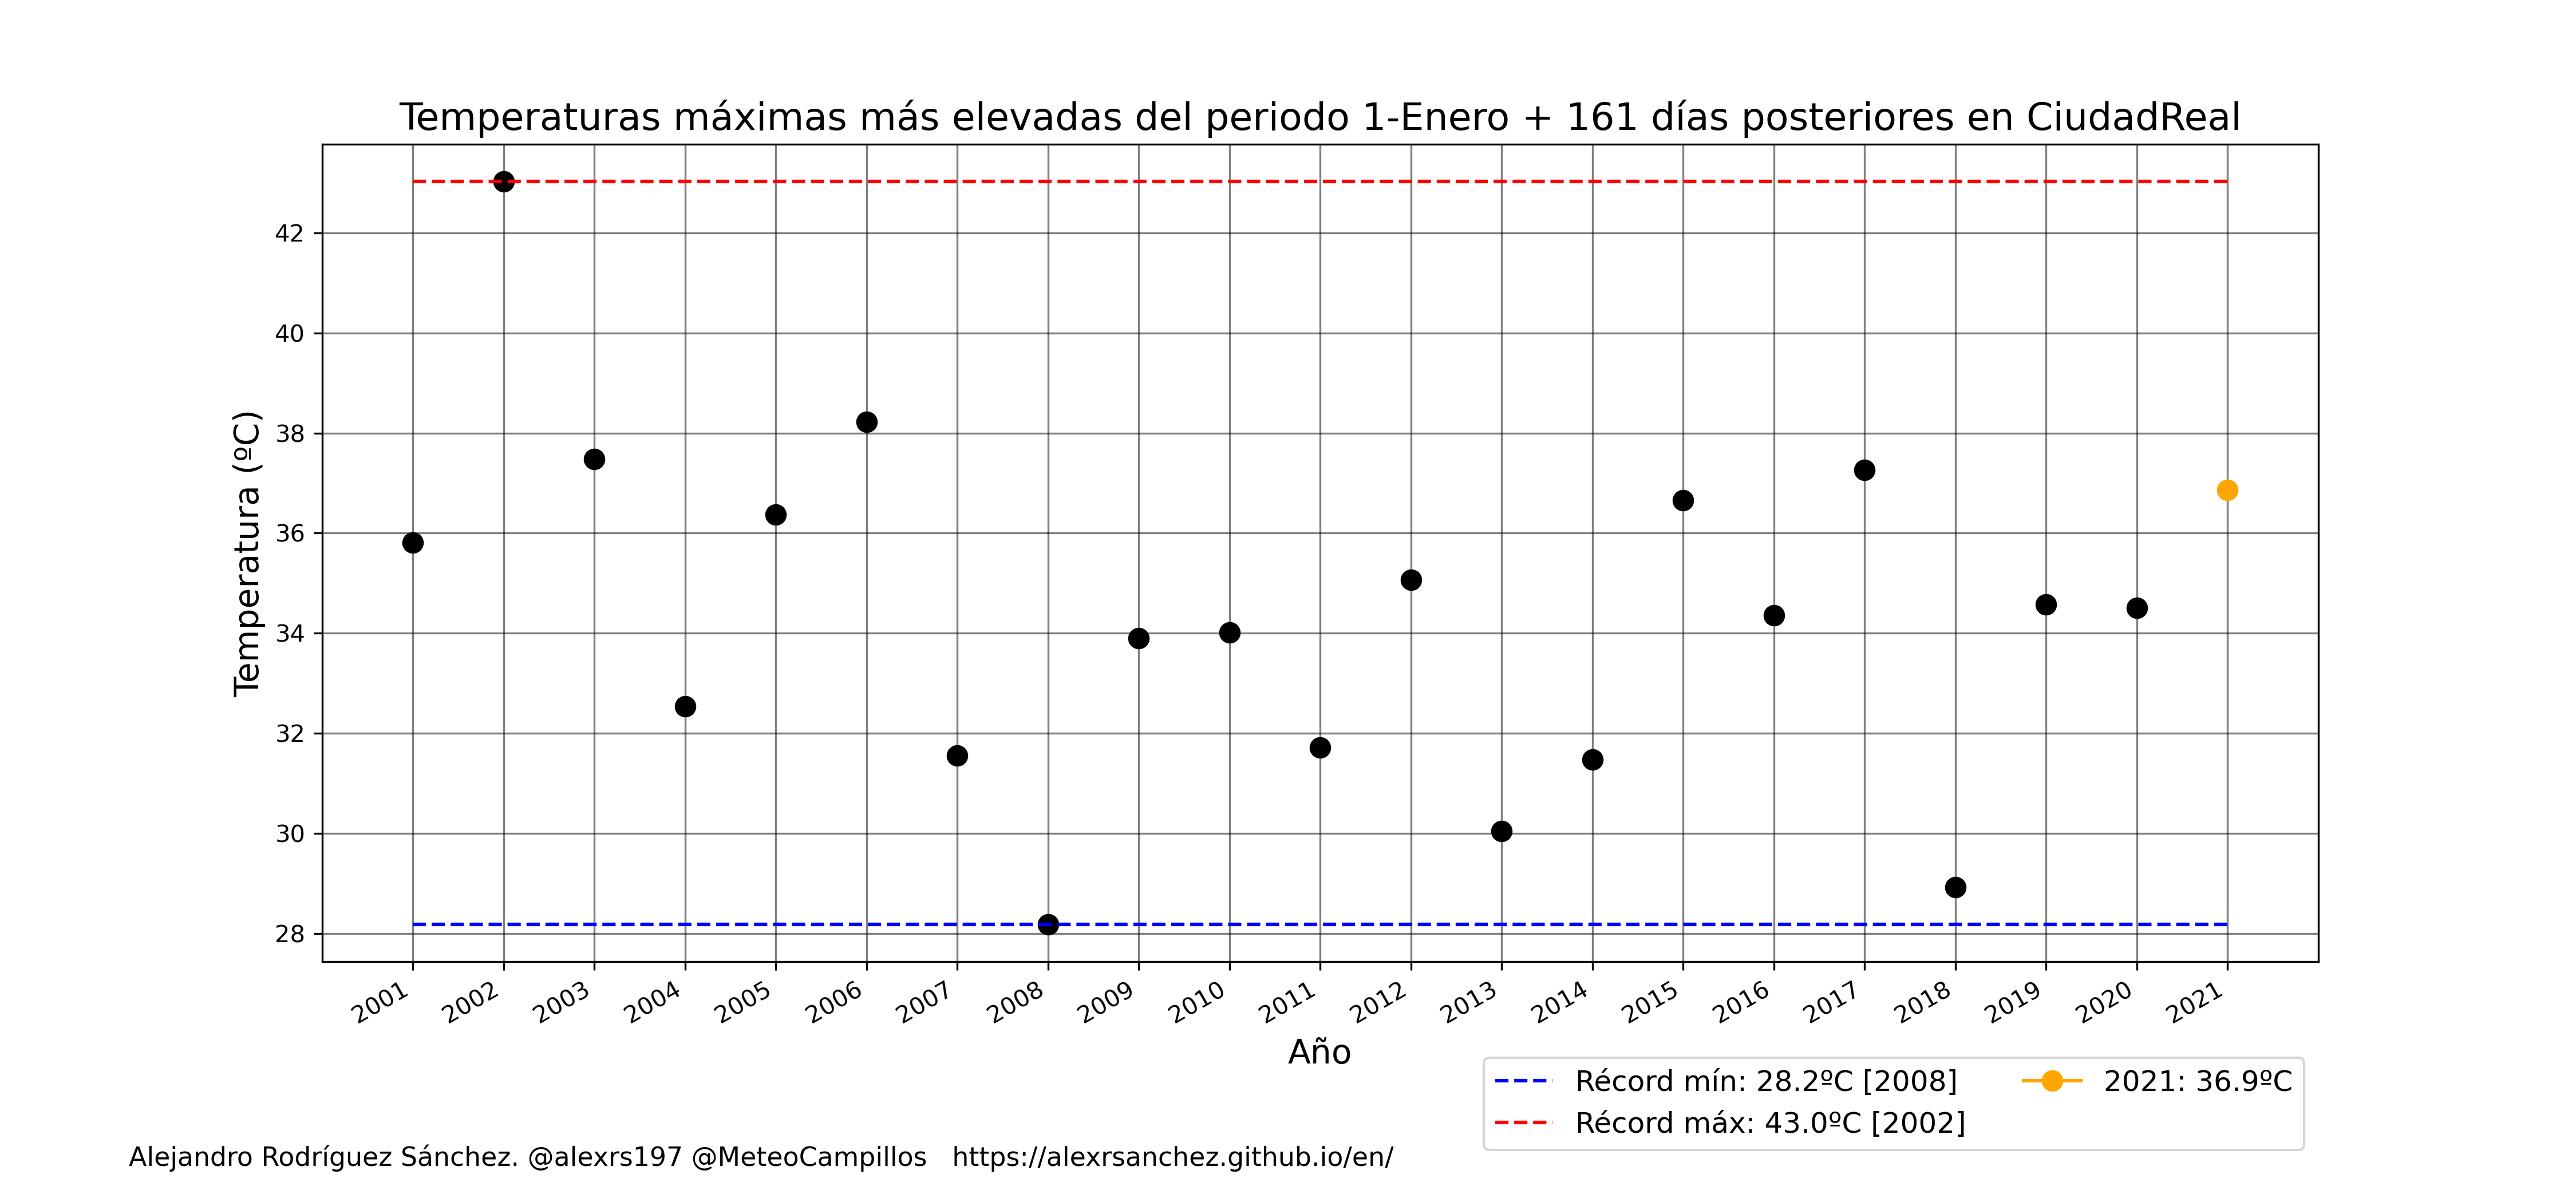 Temperaturas máximas más elevadas del periodo 1-Enero + 161 días posteriores en CiudadReal
Temperatura (ºC)
42
40
38
36
34
32
30
28
2001 2002 2003 2004 2005 2006 2007 2008 2009 2010 2011 2012 2013 2014 2015 2016 2017 2018 2019 2020 2021
Año
Récord mín: 28.2ºC [2008]
Récord máx: 43.0ºC [2002]
2021: 36.9ºC
Alejandro Rodríguez Sánchez. @alexrs197 @MeteoCampillos https://alexrsanchez.github.io/en/